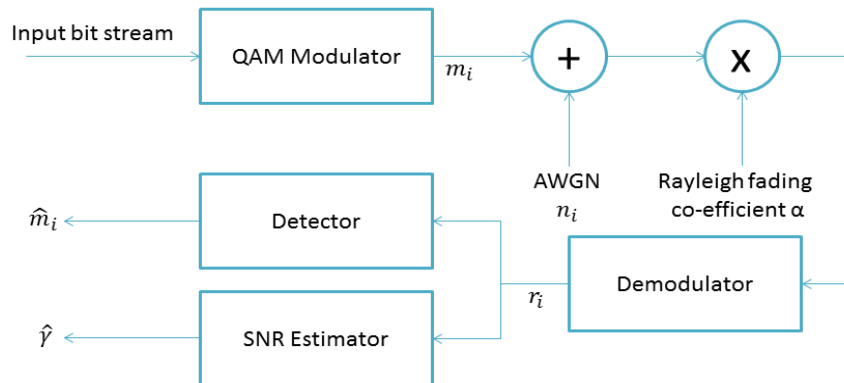 Input bit stream
QAM Modulator
m_i
+
X
AWGN
n_i
Rayleigh fading
co-efficient α
m̂_i
Detector
r_i
Demodulator
γ̂
SNR Estimator